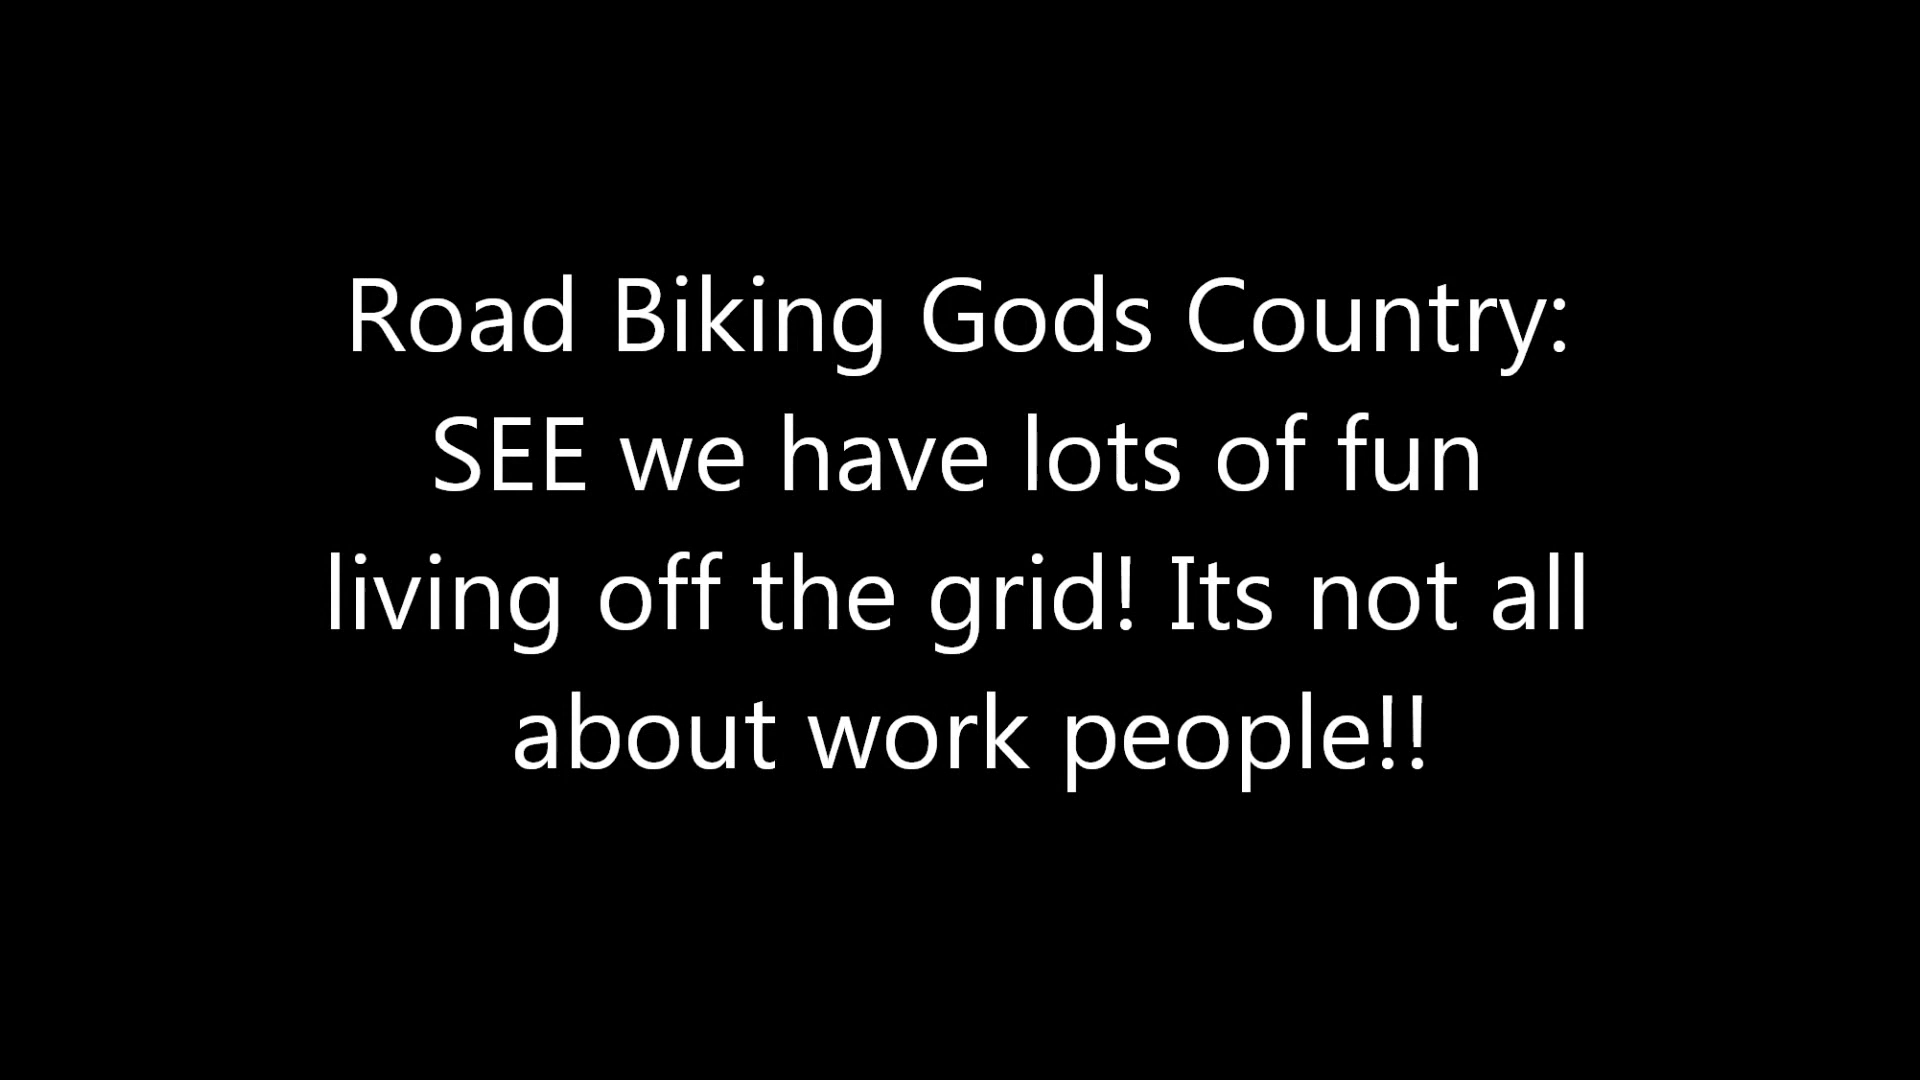 Road Biking Gods Country:
SEE we have lots of fun
living off the grid! Its not all
about work people!!